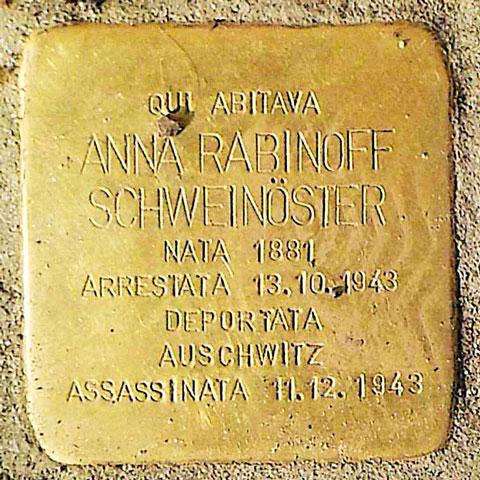 QUI ABITAVA
ANNA RABINOFF
SCHWEINÖSTER
NATA 1881
ARRESTATA 13.10.1943
DEPORTATA
AUSCHWITZ
ASSASSINATA 11.12.1943